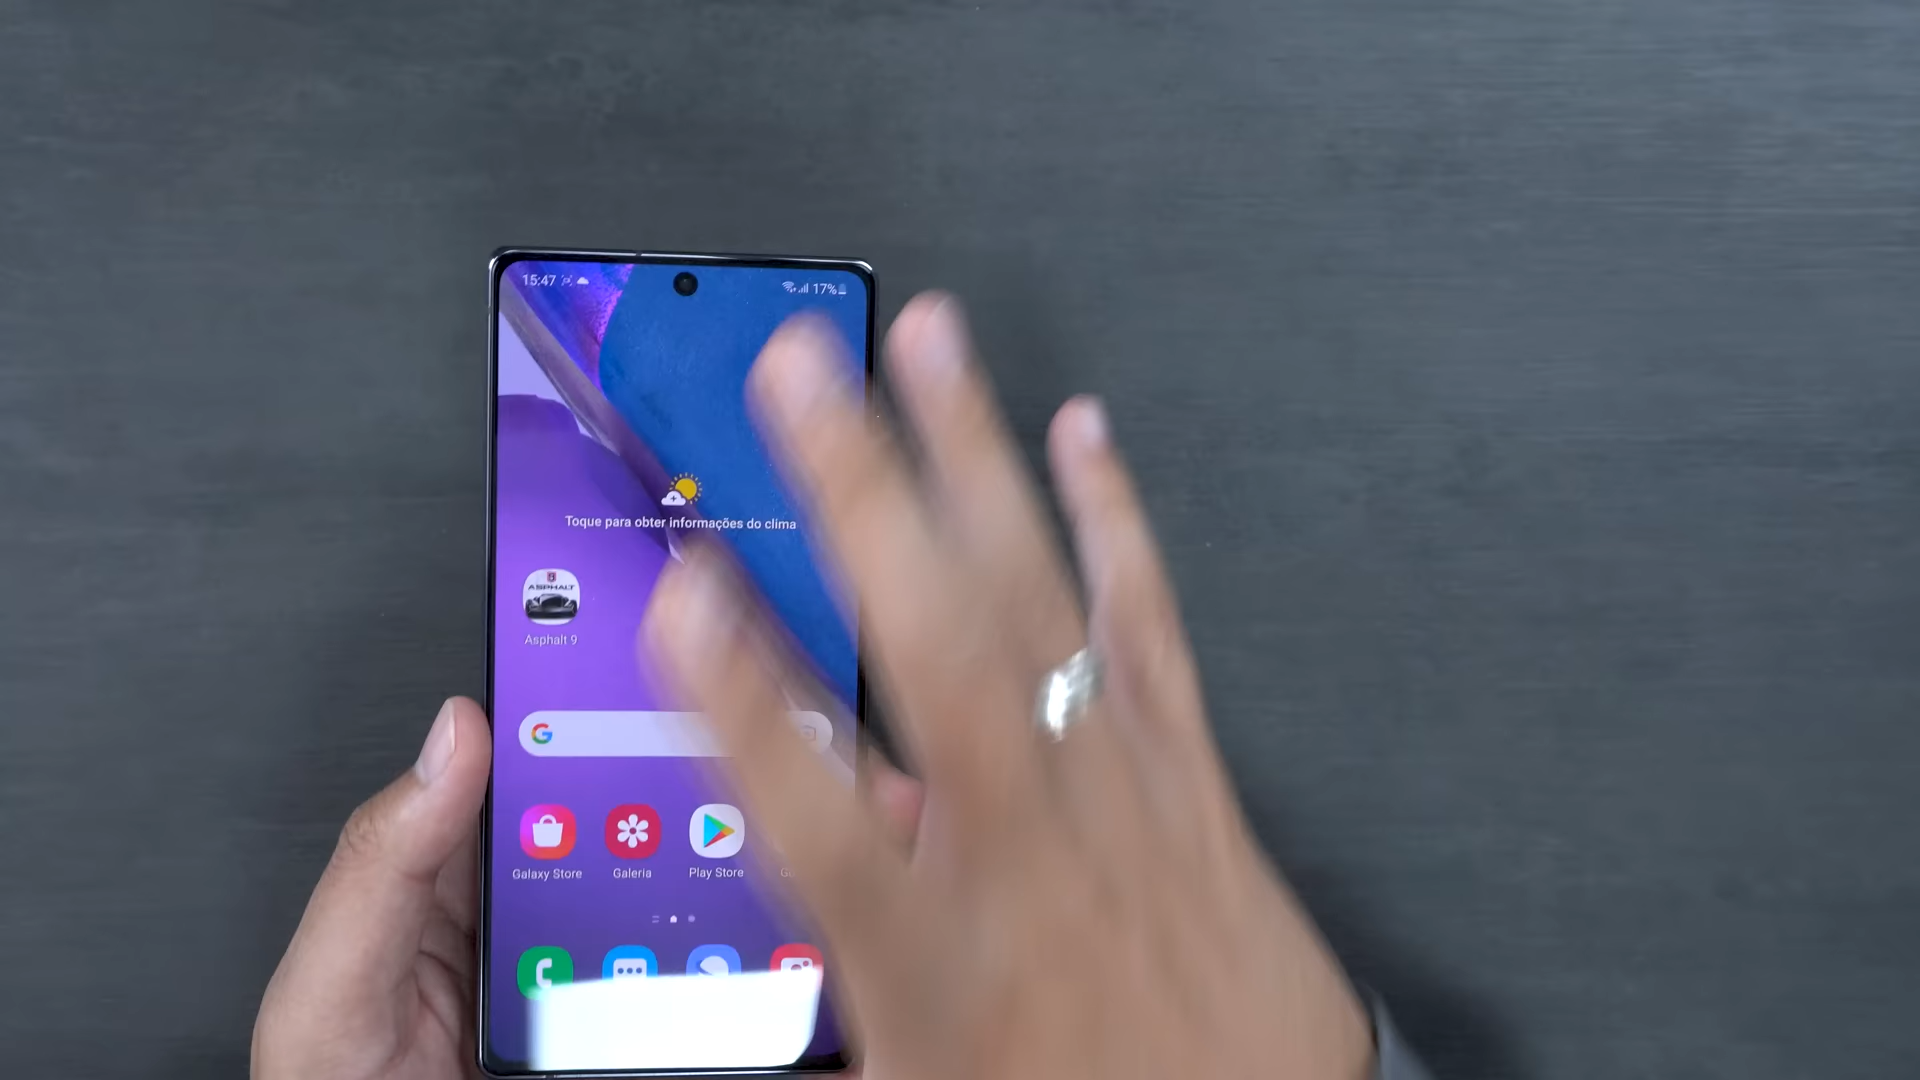 15:47
17%
Toque para obter informações do clima
ASPHALT
Asphalt 9
G
Galaxy Store
Galeria
Play Store